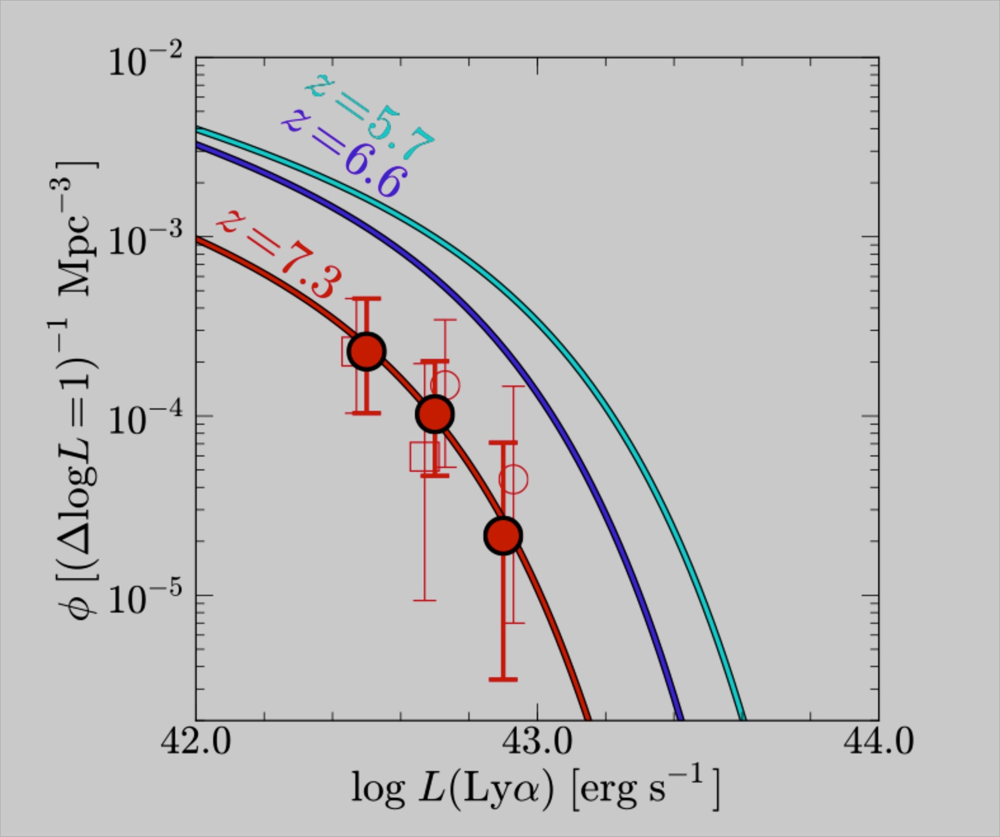 10⁻²
z=5.7
z=6.6
z=7.3
10⁻³
10⁻⁴
10⁻⁵
ϕ [(ΔlogL=1)⁻¹ Mpc⁻³]
42.0 43.0 44.0
log L(Lyα) [erg s⁻¹]